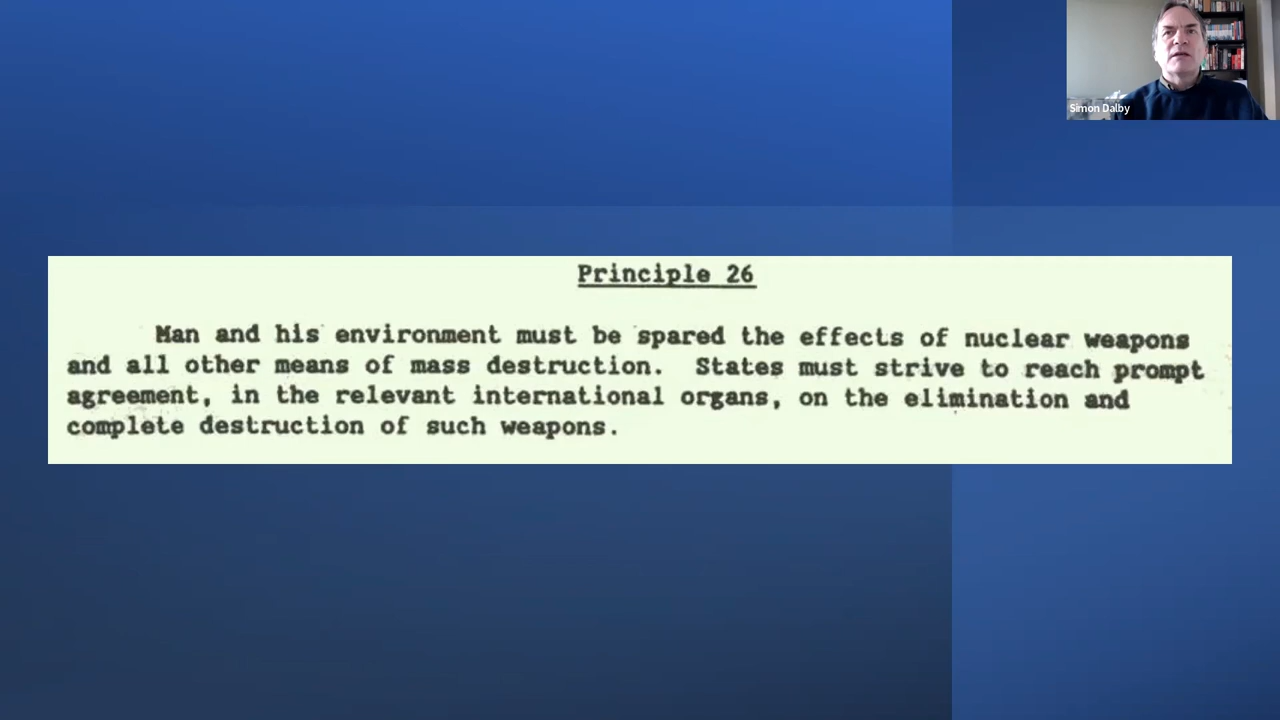 Simon Dalby
Principle 26
Man and his environment must be spared the effects of nuclear weapons
and all other means of mass destruction. States must strive to reach prompt
agreement, in the relevant international organs, on the elimination and
complete destruction of such weapons.